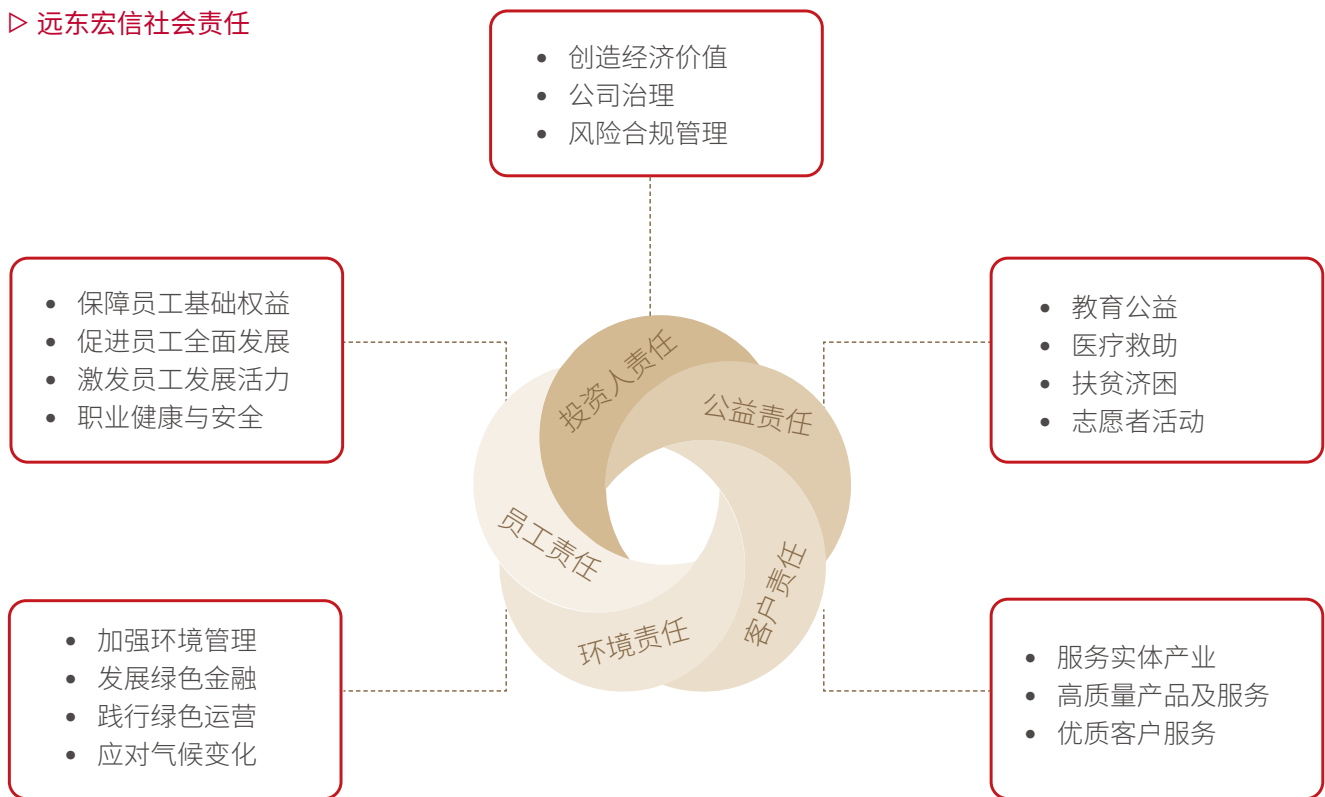 ▷ 远东宏信社会责任
• 创造经济价值
• 公司治理
• 风险合规管理
• 保障员工基础权益
• 促进员工全面发展
• 激发员工发展活力
• 职业健康与安全
• 教育公益
• 医疗救助
• 扶贫济困
• 志愿者活动
投资人责任
公益责任
员工责任
客户责任
环境责任
• 加强环境管理
• 发展绿色金融
• 践行绿色运营
• 应对气候变化
• 服务实体产业
• 高质量产品及服务
• 优质客户服务